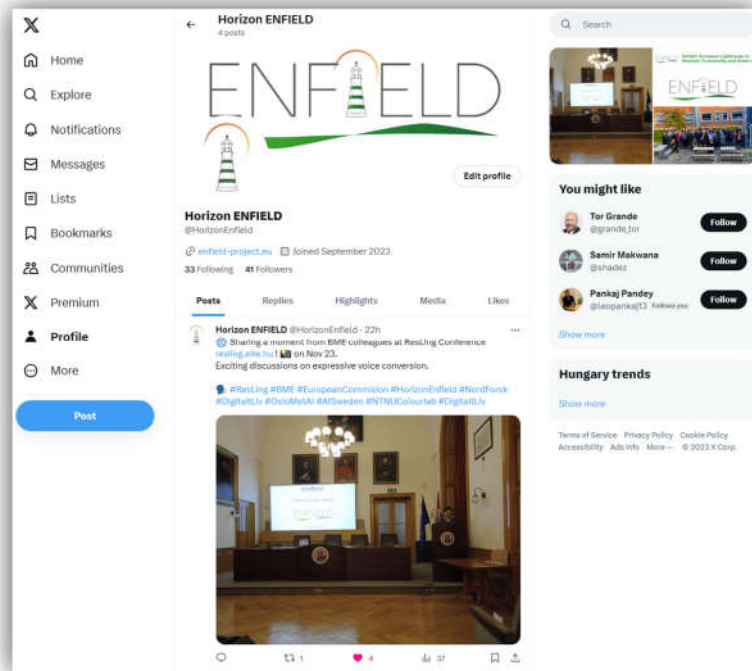 Home
Explore
Notifications
Messages
Lists
Bookmarks
Communities
Premium
Profile
More
Post
Horizon ENFIELD
4 posts
ENFIELD
Edit profile
Horizon ENFIELD
@HorizonEnfield
enfield-project.eu Joined September 2023
33 Following 41 Followers
Posts Replies Highlights Media Likes
Horizon ENFIELD @HorizonEnfield · 22h
Sharing a moment from BME colleagues at ResLing Conference
resling.elte.hu ! on Nov 23.
Exciting discussions on expressive voice conversion.
#ResLing #BME #EuropeanCommision #HorizonEnfield #NordForsk
#DigitaltLiv #OsloMetAI #AISweden #NTNUColourlab #DigitaltLiv
ENFIELD
1 4 37
Search
ENFIELD
You might like
Tor Grande
@grande_tor
Follow
Samir Makwana
@shadez
Follow
Pankaj Pandey
@leopankaj13 Follows you
Follow
Show more
Hungary trends
Show more
Terms of Service Privacy Policy Cookie Policy
Accessibility Ads info More ··· © 2023 X Corp.